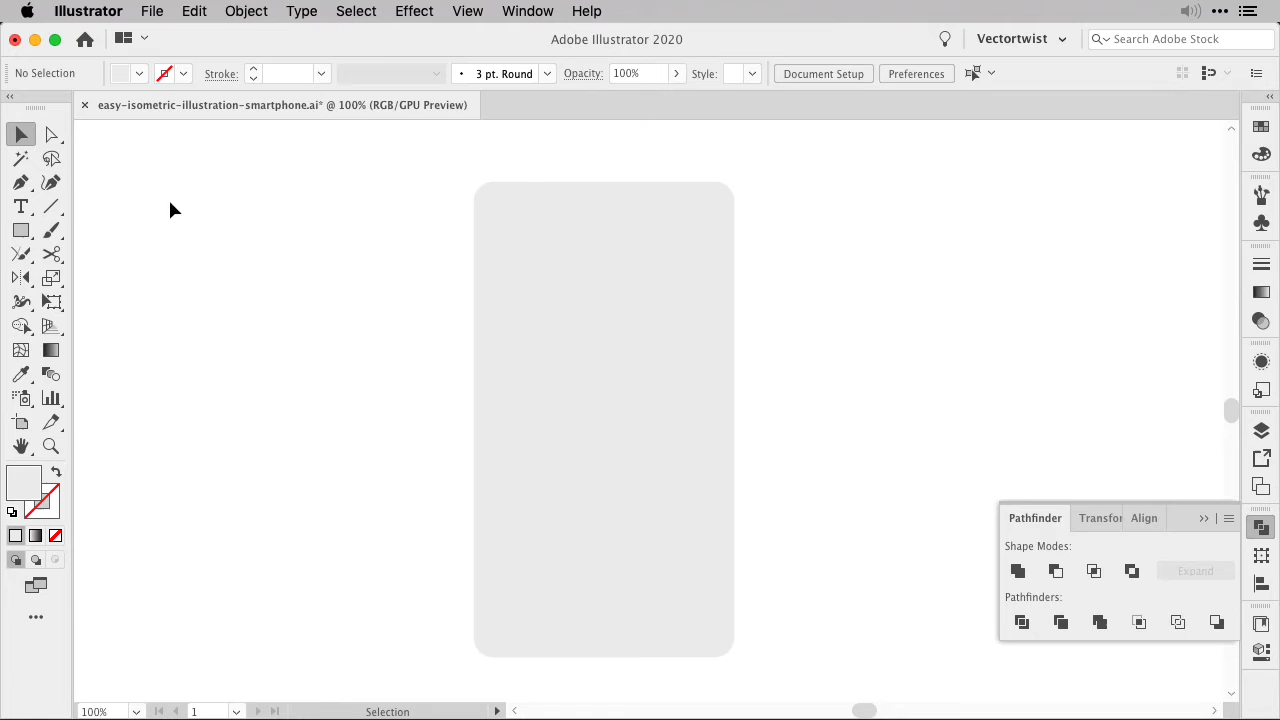 Illustrator File Edit Object Type Select Effect View Window Help
Adobe Illustrator 2020
Vectortwist
Search Adobe Stock
No Selection
Stroke:
3 pt. Round
Opacity: 100%
Style:
Document Setup
Preferences
easy-isometric-illustration-smartphone.ai* @ 100% (RGB/GPU Preview)
Pathfinder Transfor Align
Shape Modes:
Expand
Pathfinders:
100%
1
Selection